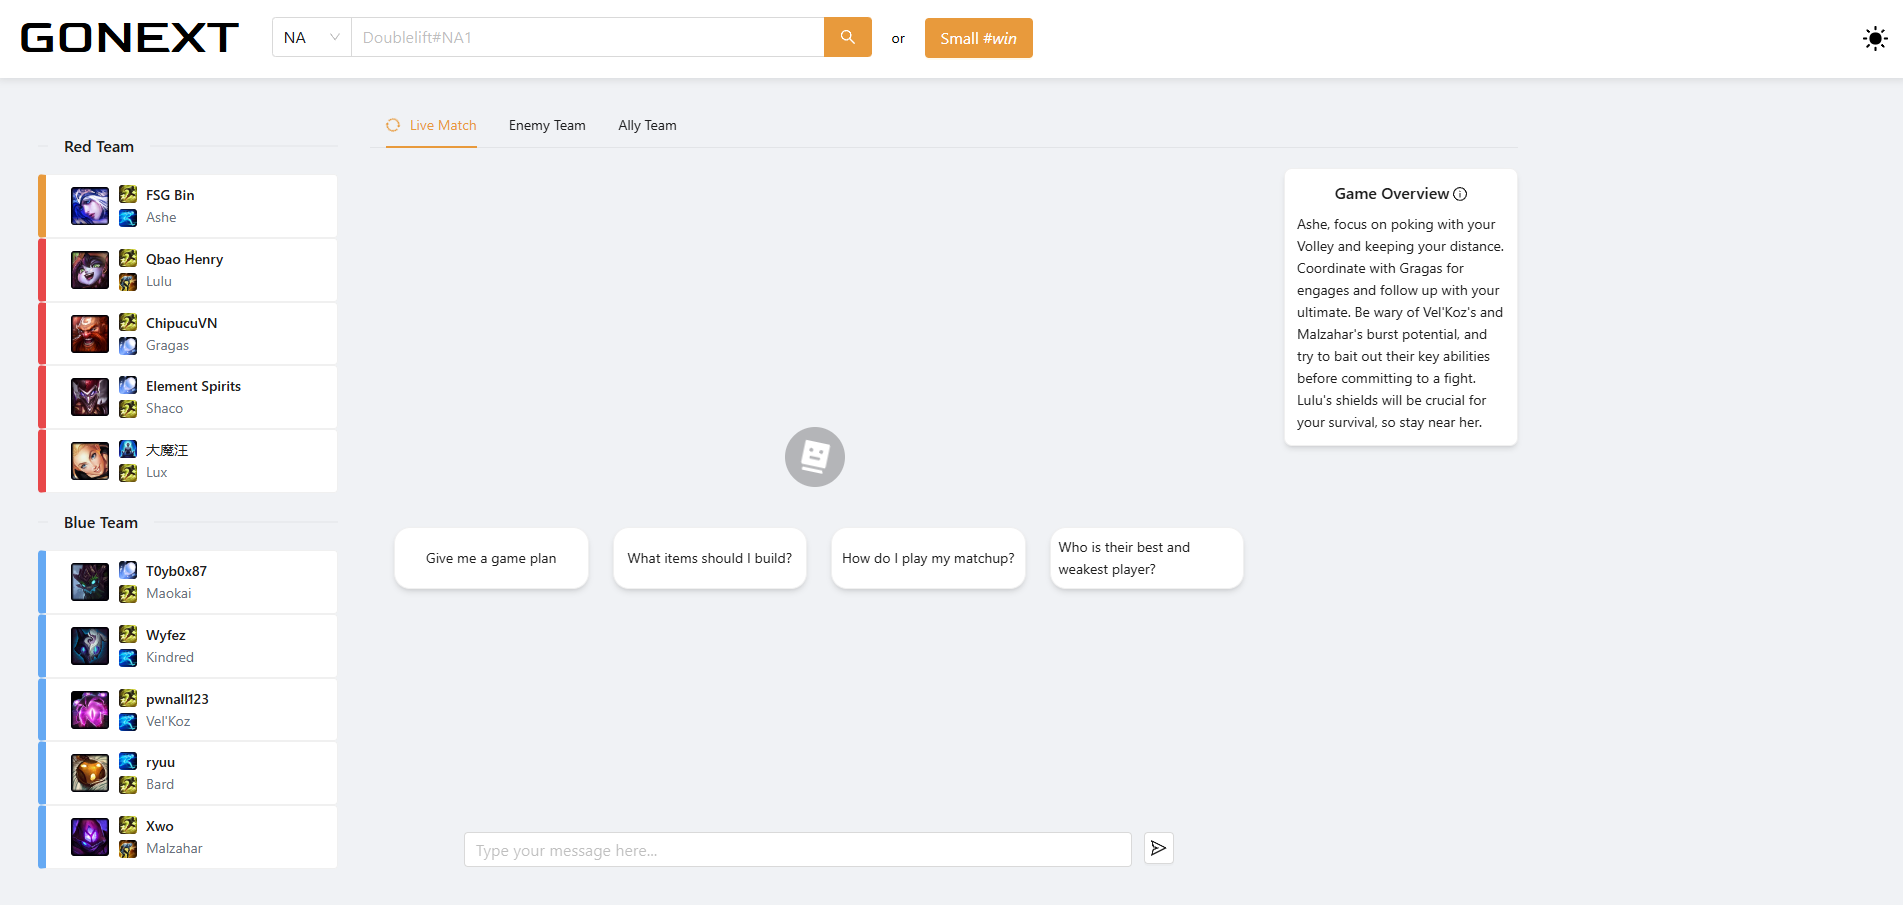 GONEXT
NA
Doublelift#NA1
or
Small #win
Live Match
Enemy Team
Ally Team
Red Team
FSG Bin
Ashe
Qbao Henry
Lulu
ChipucuVN
Gragas
Element Spirits
Shaco
大魔汪
Lux
Blue Team
T0yb0x87
Maokai
Wyfez
Kindred
pwnall123
Vel'Koz
ryuu
Bard
Xwo
Malzahar
Give me a game plan
What items should I build?
How do I play my matchup?
Who is their best and
weakest player?
Type your message here...
Game Overview
Ashe, focus on poking with your
Volley and keeping your distance.
Coordinate with Gragas for
engages and follow up with your
ultimate. Be wary of Vel'Koz's and
Malzahar's burst potential, and
try to bait out their key abilities
before committing to a fight.
Lulu's shields will be crucial for
your survival, so stay near her.